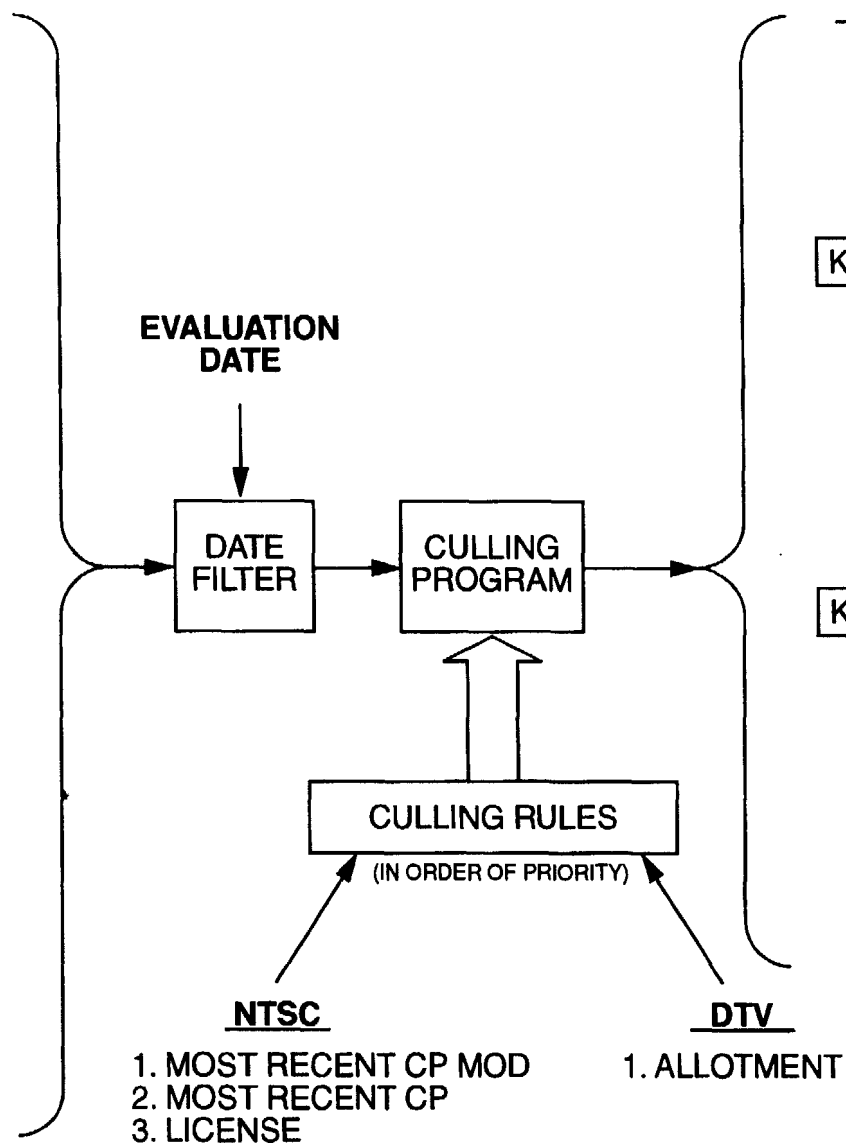 K
EVALUATION
DATE
DATE
FILTER
CULLING
PROGRAM
K
CULLING RULES
(IN ORDER OF PRIORITY)
NTSC
DTV
1. MOST RECENT CP MOD
2. MOST RECENT CP
3. LICENSE
1. ALLOTMENT